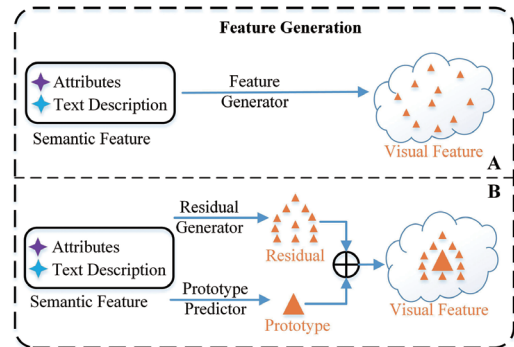 Feature Generation
Attributes
Text Description
Semantic Feature
Feature
Generator
Visual Feature
A
B
Attributes
Text Description
Semantic Feature
Residual
Generator
Residual
Prototype
Predictor
Prototype
Visual Feature